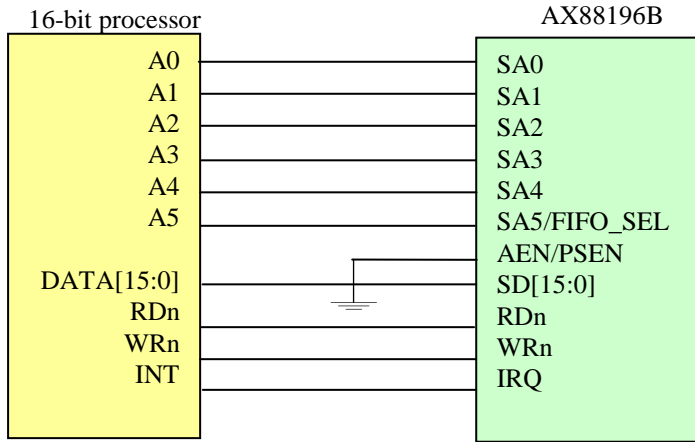 16-bit processor
AX88196B
A0
A1
A2
A3
A4
A5
DATA[15:0]
RDn
WRn
INT
SA0
SA1
SA2
SA3
SA4
SA5/FIFO_SEL
AEN/PSEN
SD[15:0]
RDn
WRn
IRQ